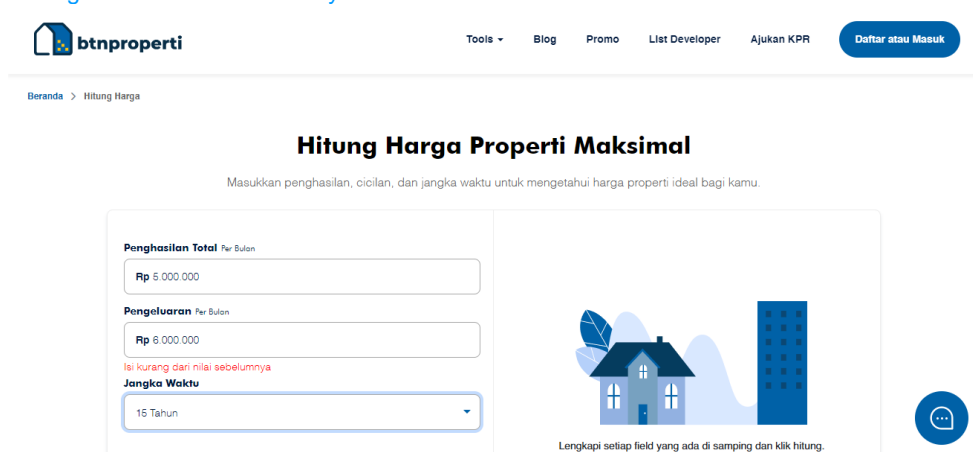 btnproperti
Tools Blog Promo List Developer Ajukan KPR Daftar atau Masuk
Beranda > Hitung Harga
Hitung Harga Properti Maksimal
Masukkan penghasilan, cicilan, dan jangka waktu untuk mengetahui harga properti ideal bagi kamu.
Penghasilan Total Per Bulan
Rp 5.000.000
Pengeluaran Per Bulan
Rp 6.000.000
Isi kurang dari nilai sebelumnya
Jangka Waktu
15 Tahun
Lengkapi setiap field yang ada di samping dan klik hitung.